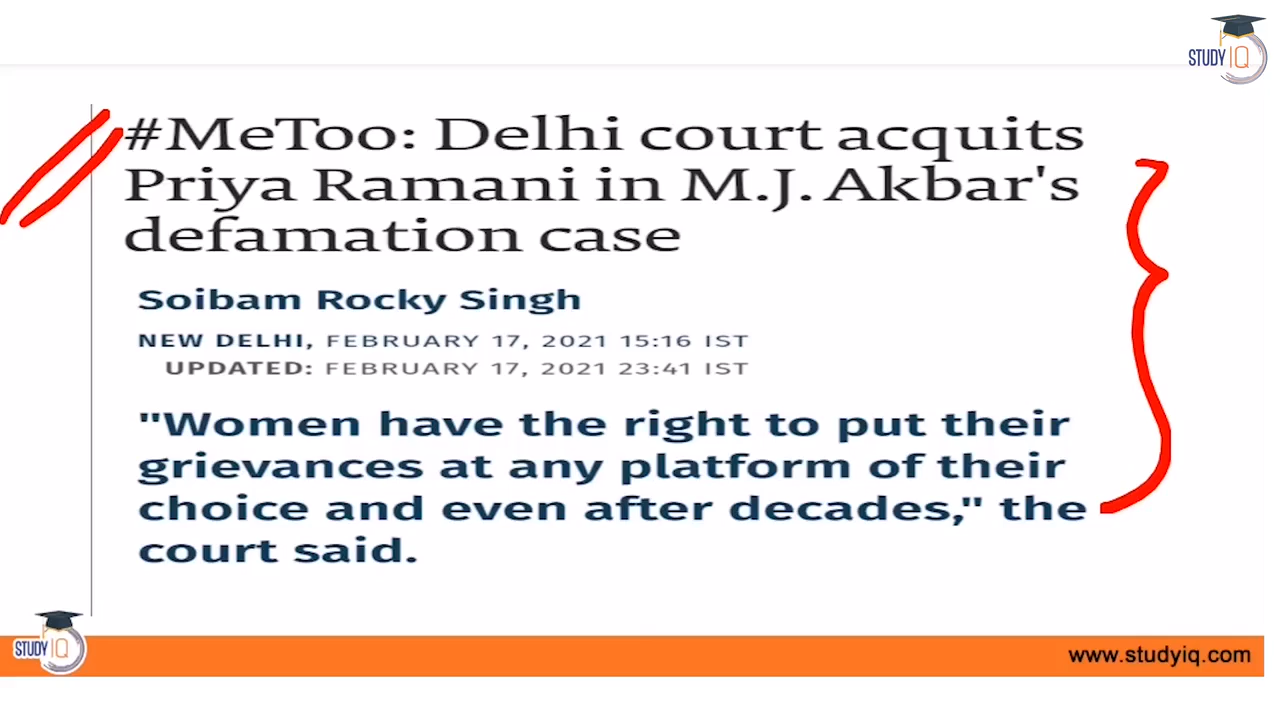 STUDY IQ
#MeToo: Delhi court acquits
Priya Ramani in M.J. Akbar's
defamation case
Soibam Rocky Singh
NEW DELHI, FEBRUARY 17, 2021 15:16 IST
UPDATED: FEBRUARY 17, 2021 23:41 IST
"Women have the right to put their
grievances at any platform of their
choice and even after decades," the
court said.
STUDY IQ
www.studyiq.com